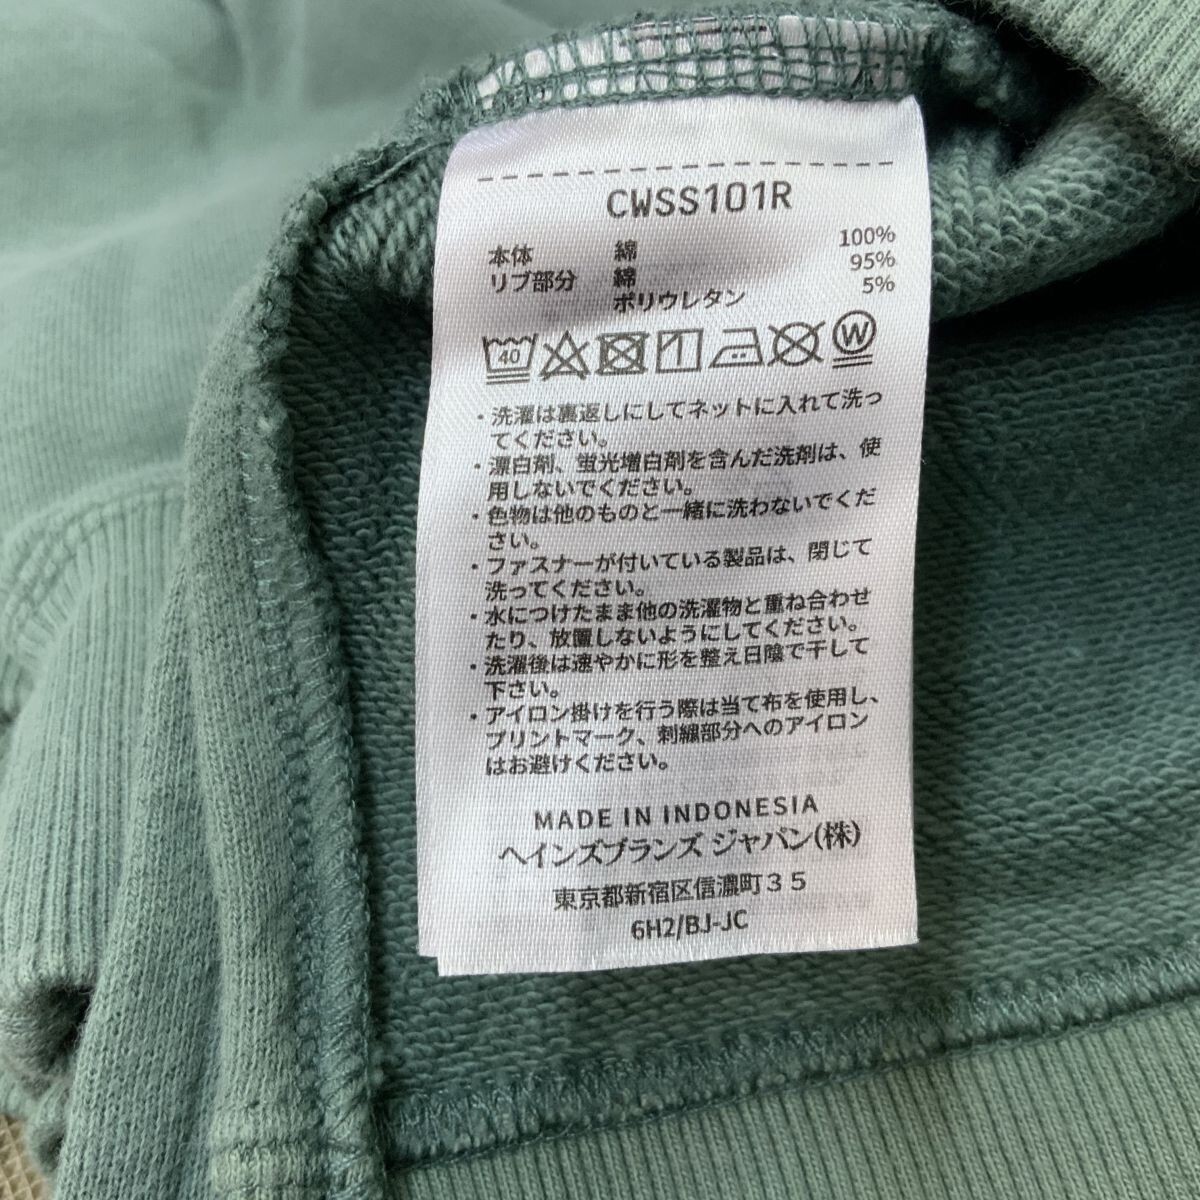 CWSS101R
本体 綿 100%
リブ部分 綿 95%
ポリウレタン 5%
40
W
・洗濯は裏返しにしてネットに入れて洗っ
てください。
・漂白剤、蛍光増白剤を含んだ洗剤は、使
用しないでください。
・色物は他のものと一緒に洗わないでくだ
さい。
・ファスナーが付いている製品は、閉じて
洗ってください。
・水につけたまま他の洗濯物と重ね合わせ
たり、放置しないようにしてください。
・洗濯後は速やかに形を整え日陰で干して
下さい。
・アイロン掛けを行う際は当て布を使用し、
プリントマーク、刺繍部分へのアイロン
はお避けください。
MADE IN INDONESIA
ヘインズブランズ ジャパン(株)
東京都新宿区信濃町35
6H2/BJ-JC